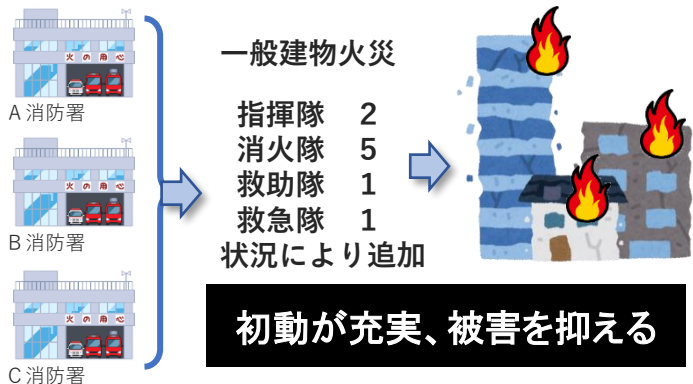 火の用心
A消防署
火の用心
B消防署
火の用心
C消防署
一般建物火災
指揮隊 2
消火隊 5
救助隊 1
救急隊 1
状況により追加
初動が充実、被害を抑える